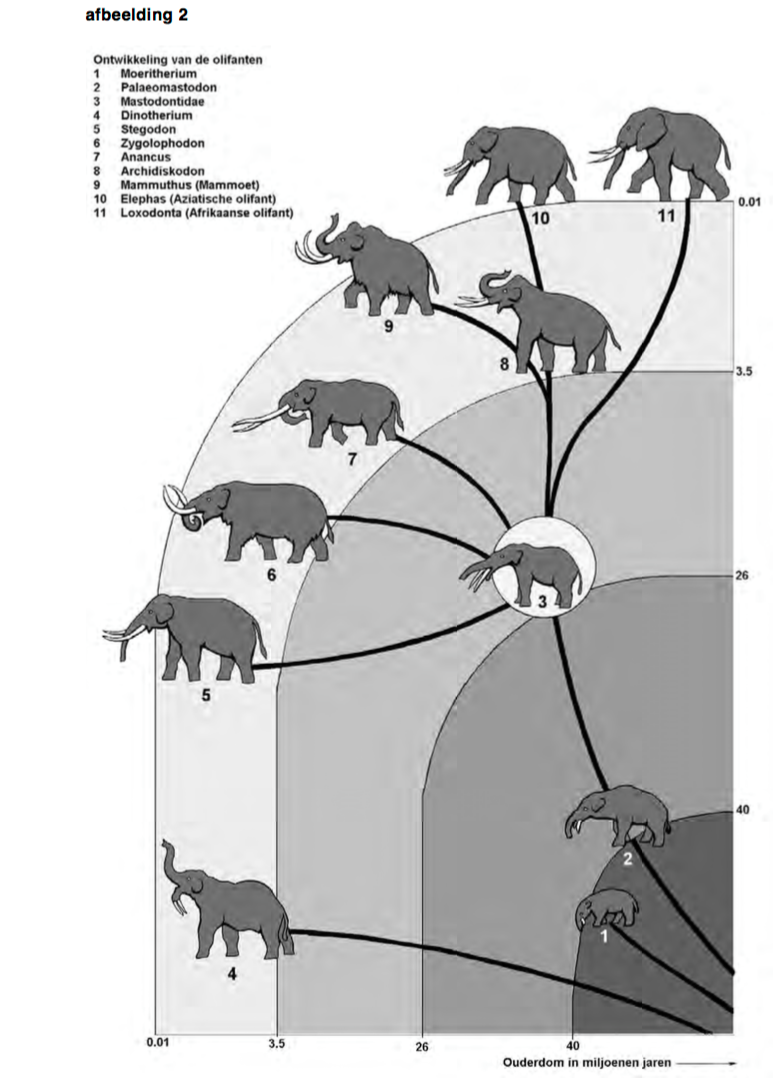 afbeelding 2
Ontwikkeling van de olifanten
1 Moeritherium
2 Palaeomastodon
3 Mastodontidae
4 Dinotherium
5 Stegodon
6 Zygolophodon
7 Anancus
8 Archidiskodon
9 Mammuthus (Mammoet)
10 Elephas (Aziatische olifant)
11 Loxodonta (Afrikaanse olifant)
0.01
10
11
9
8
3.5
7
6
26
3
5
40
2
1
4
0.01
3.5
26
40
Ouderdom in miljoenen jaren